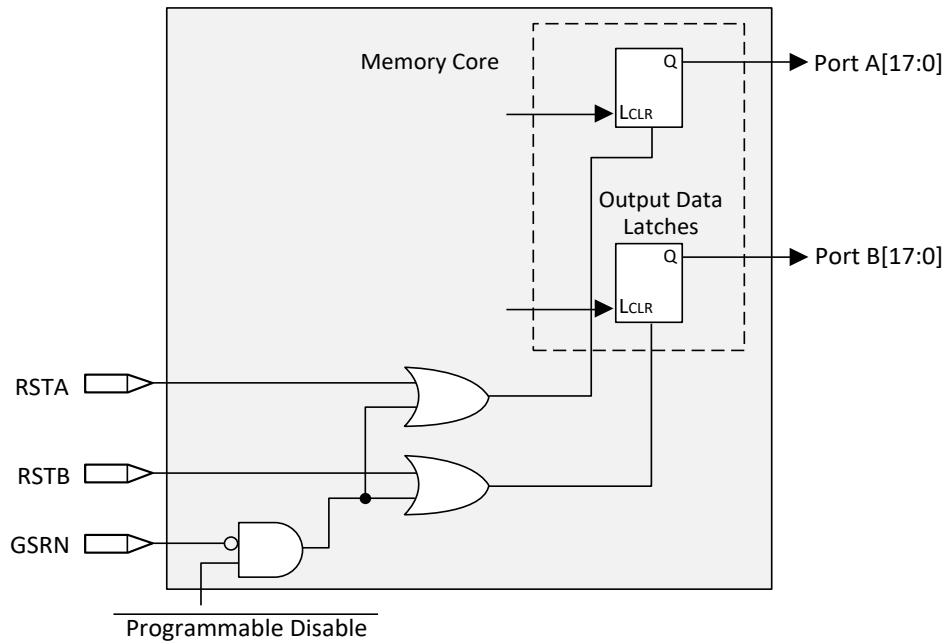 Memory Core
Q
LCLR
Port A[17:0]
Output Data
Latches
Q
LCLR
Port B[17:0]
RSTA
RSTB
GSRN
Programmable Disable